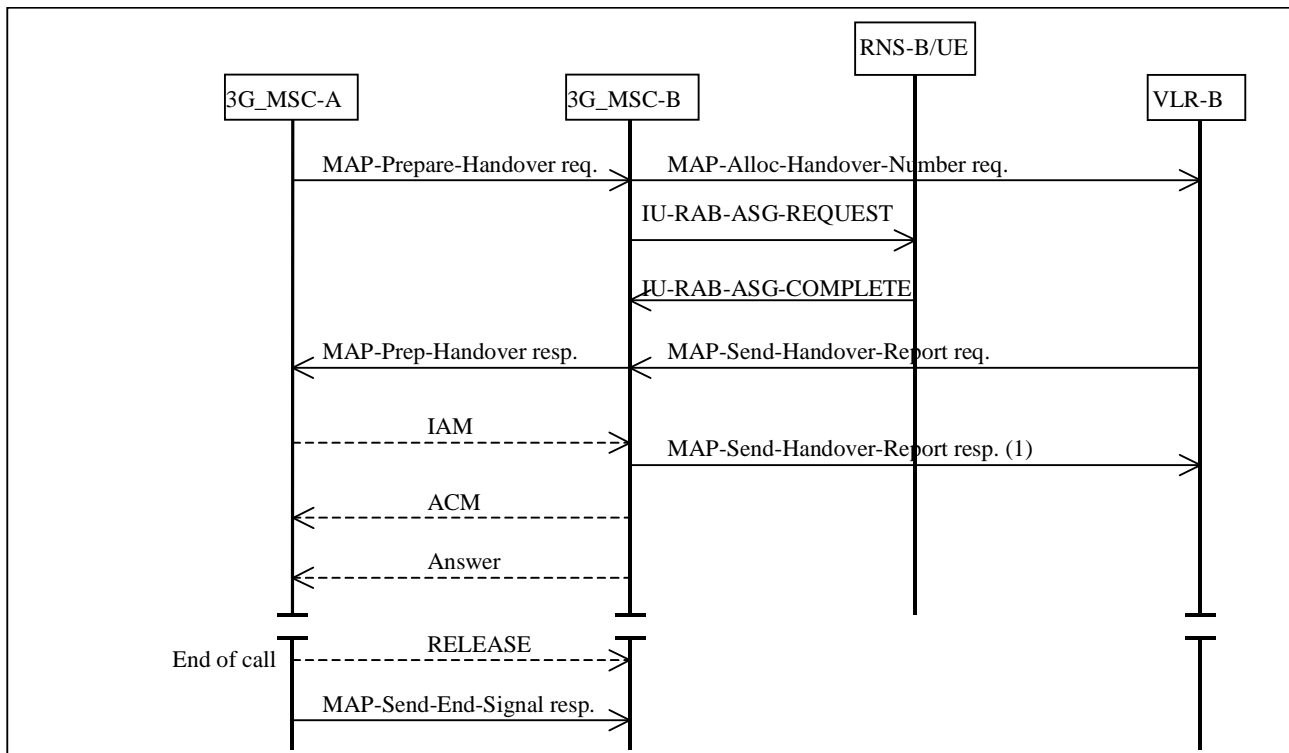 RNS-B/UE
3G_MSC-A
3G_MSC-B
VLR-B
MAP-Prepare-Handover req.
MAP-Alloc-Handover-Number req.
IU-RAB-ASG-REQUEST
IU-RAB-ASG-COMPLETE
MAP-Prep-Handover resp.
MAP-Send-Handover-Report req.
IAM
MAP-Send-Handover-Report resp. (1)
ACM
Answer
RELEASE
End of call
MAP-Send-End-Signal resp.